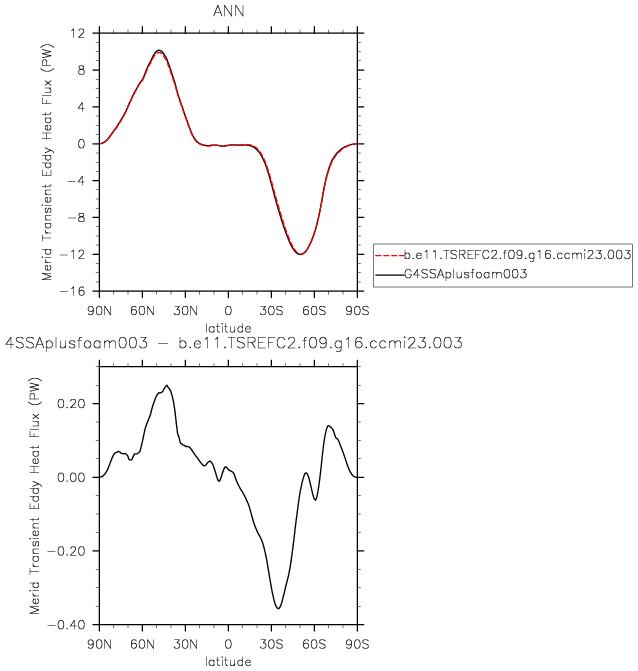 ANN
Merid Transient Eddy Heat Flux (PW)
12
8
4
0
−4
−8
−12
−16
90N 60N 30N 0 30S 60S 90S
latitude
b.e11.TSREFC2.f09.g16.ccmi23.003
G4SSAplusfoam003
4SSAplusfoam003 − b.e11.TSREFC2.f09.g16.ccmi23.003
Merid Transient Eddy Heat Flux (PW)
0.20
0.00
−0.20
−0.40
90N 60N 30N 0 30S 60S 90S
latitude